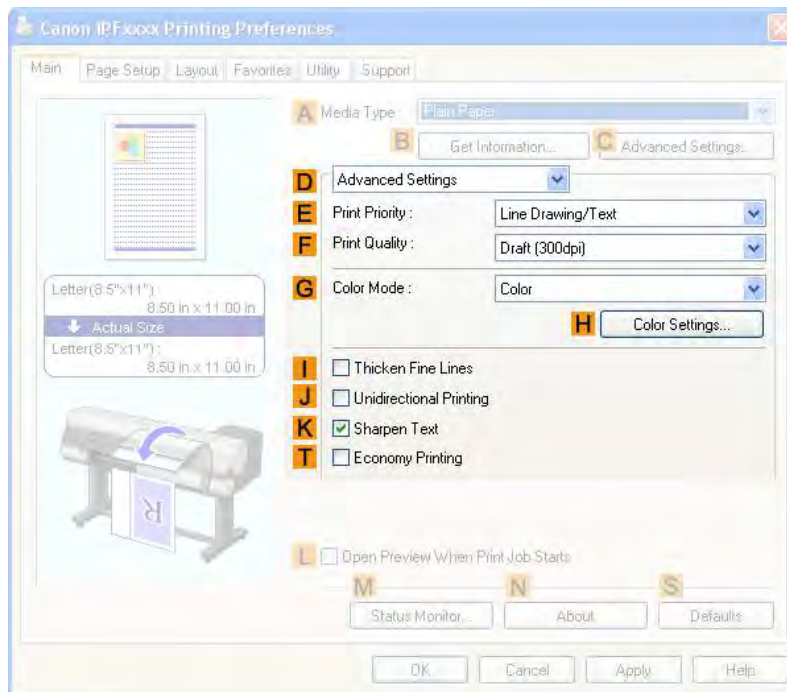 Canon IPFxxxx Printing Preferences
Main Page Setup Layout Favorites Utility Support
A Media Type Plain Paper
B Get Information... C Advanced Settings..
D Advanced Settings
E Print Priority : Line Drawing/Text
F Print Quality : Draft (300dpi)
Letter(8.5"x11") :
8.50 in x 11.00 in
Actual Size
Letter(8.5"x11") :
8.50 in x 11.00 in
G Color Mode : Color
H Color Settings...
I Thicken Fine Lines
J Unidirectional Printing
K Sharpen Text
T Economy Printing
R
L Open Preview When Print Job Starts
M N S
Status Monitor... About Defaults
OK Cancel Apply Help